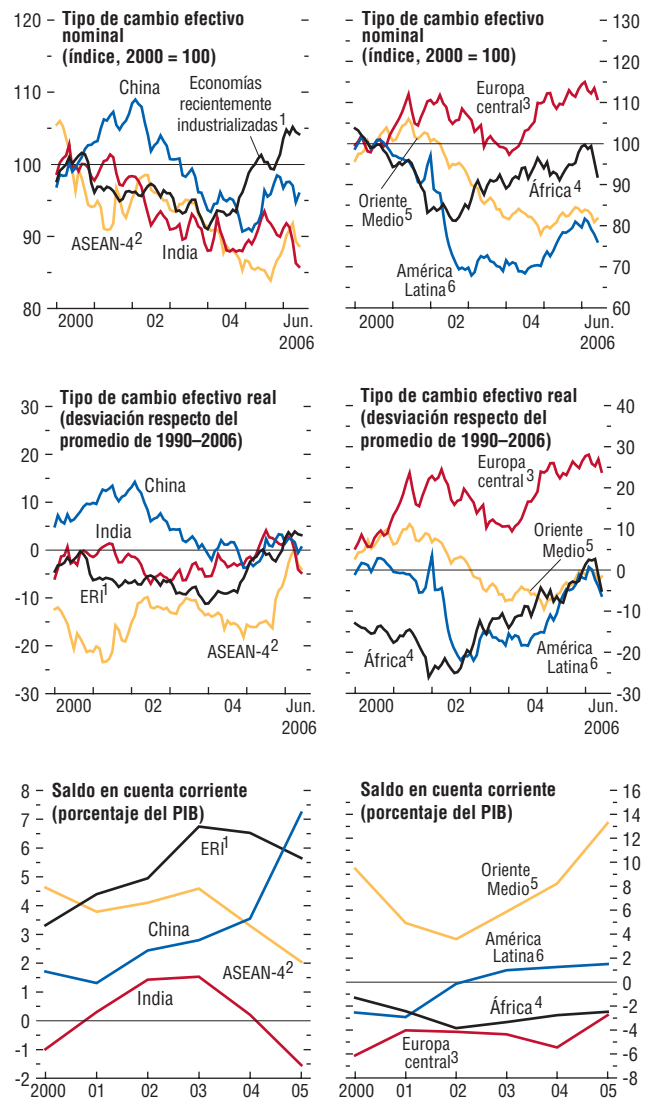 Tipo de cambio efectivo
nominal
(índice, 2000 = 100)
120
110
100
90
80
China
Economías
recientemente
industrializadas1
ASEAN-42
India
2000 02 04 Jun.
2006
Tipo de cambio efectivo
nominal
(índice, 2000 = 100)
130
120
110
100
90
80
70
60
Europa
central3
Oriente
Medio5
África4
América
Latina6
2000 02 04 Jun.
2006
Tipo de cambio efectivo real
(desviación respecto del
promedio de 1990–2006)
30
20
10
0
-10
-20
-30
China
India
ERI1
ASEAN-42
2000 02 04 Jun.
2006
Tipo de cambio efectivo real
(desviación respecto del
promedio de 1990–2006)
40
30
20
10
0
-10
-20
-30
Europa
central3
Oriente
Medio5
África4
América
Latina6
2000 02 04 Jun.
2006
Saldo en cuenta corriente
(porcentaje del PIB)
8
7
6
5
4
3
2
1
0
-1
-2
ERI1
China
ASEAN-42
India
2000 01 02 03 04 05
Saldo en cuenta corriente
(porcentaje del PIB)
16
14
12
10
8
6
4
2
0
-2
-4
-6
-8
Oriente
Medio5
América
Latina6
África4
Europa
central3
2000 01 02 03 04 05